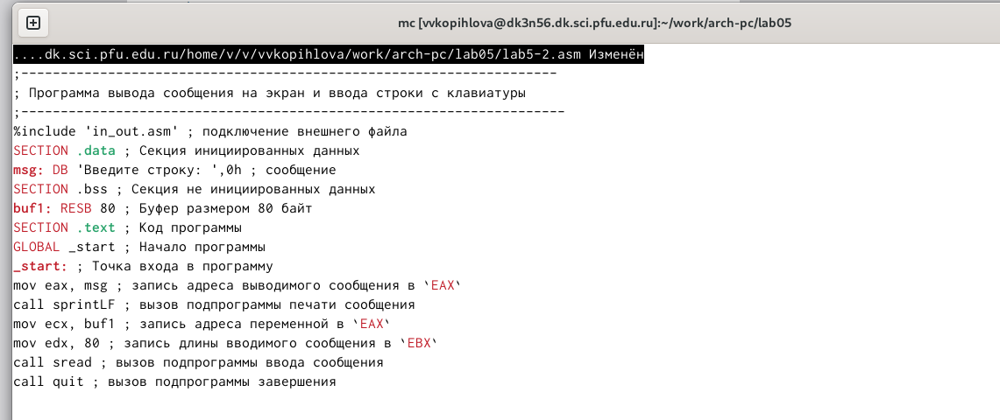 mc [vvkopihlova@dk3n56.dk.sci.pfu.edu.ru]:~/work/arch-pc/lab05
....dk.sci.pfu.edu.ru/home/v/v/vvkopihlova/work/arch-pc/lab05/lab5-2.asm Изменён
;--------------------------------------------------------------------
; Программа вывода сообщения на экран и ввода строки с клавиатуры
;---------------------------------------------------------------------
%include 'in_out.asm' ; подключение внешнего файла
SECTION .data ; Секция инициированных данных
msg: DB 'Введите строку: ',0h ; сообщение
SECTION .bss ; Секция не инициированных данных
buf1: RESB 80 ; Буфер размером 80 байт
SECTION .text ; Код программы
GLOBAL _start ; Начало программы
_start: ; Точка входа в программу
mov eax, msg ; запись адреса выводимого сообщения в `EAX`
call sprintLF ; вызов подпрограммы печати сообщения
mov ecx, buf1 ; запись адреса переменной в `EAX`
mov edx, 80 ; запись длины вводимого сообщения в `EBX`
call sread ; вызов подпрограммы ввода сообщения
call quit ; вызов подпрограммы завершения